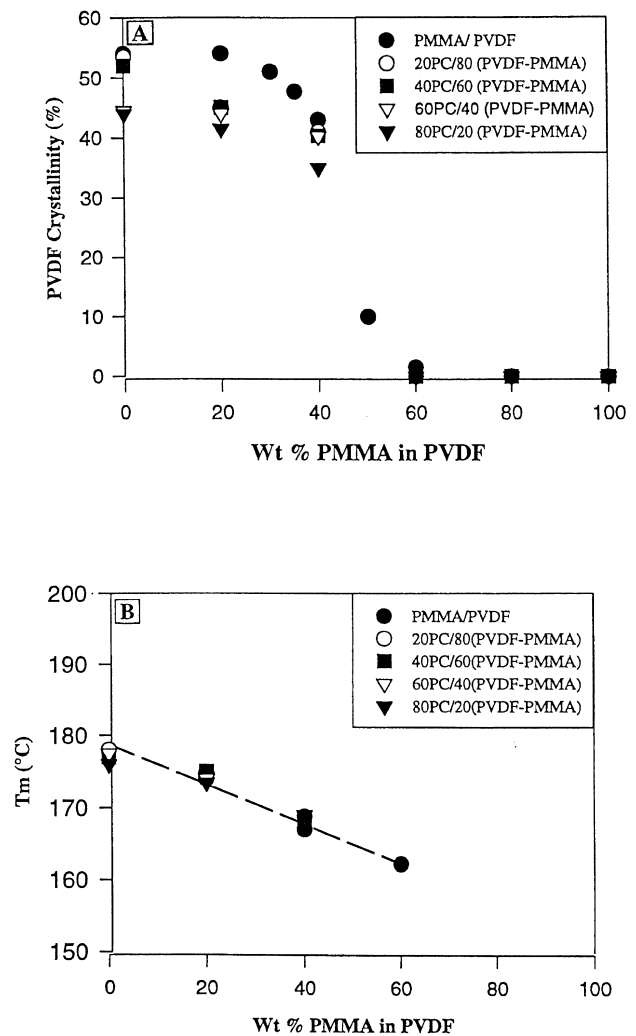 A
PMMA/ PVDF
20PC/80 (PVDF-PMMA)
40PC/60 (PVDF-PMMA)
60PC/40 (PVDF-PMMA)
80PC/20 (PVDF-PMMA)
PVDF Crystallinity (%)
60
50
40
30
20
10
0
0 20 40 60 80 100
Wt % PMMA in PVDF
B
PMMA/PVDF
20PC/80(PVDF-PMMA)
40PC/60(PVDF-PMMA)
60PC/40(PVDF-PMMA)
80PC/20(PVDF-PMMA)
Tm (°C)
200
190
180
170
160
150
0 20 40 60 80 100
Wt % PMMA in PVDF